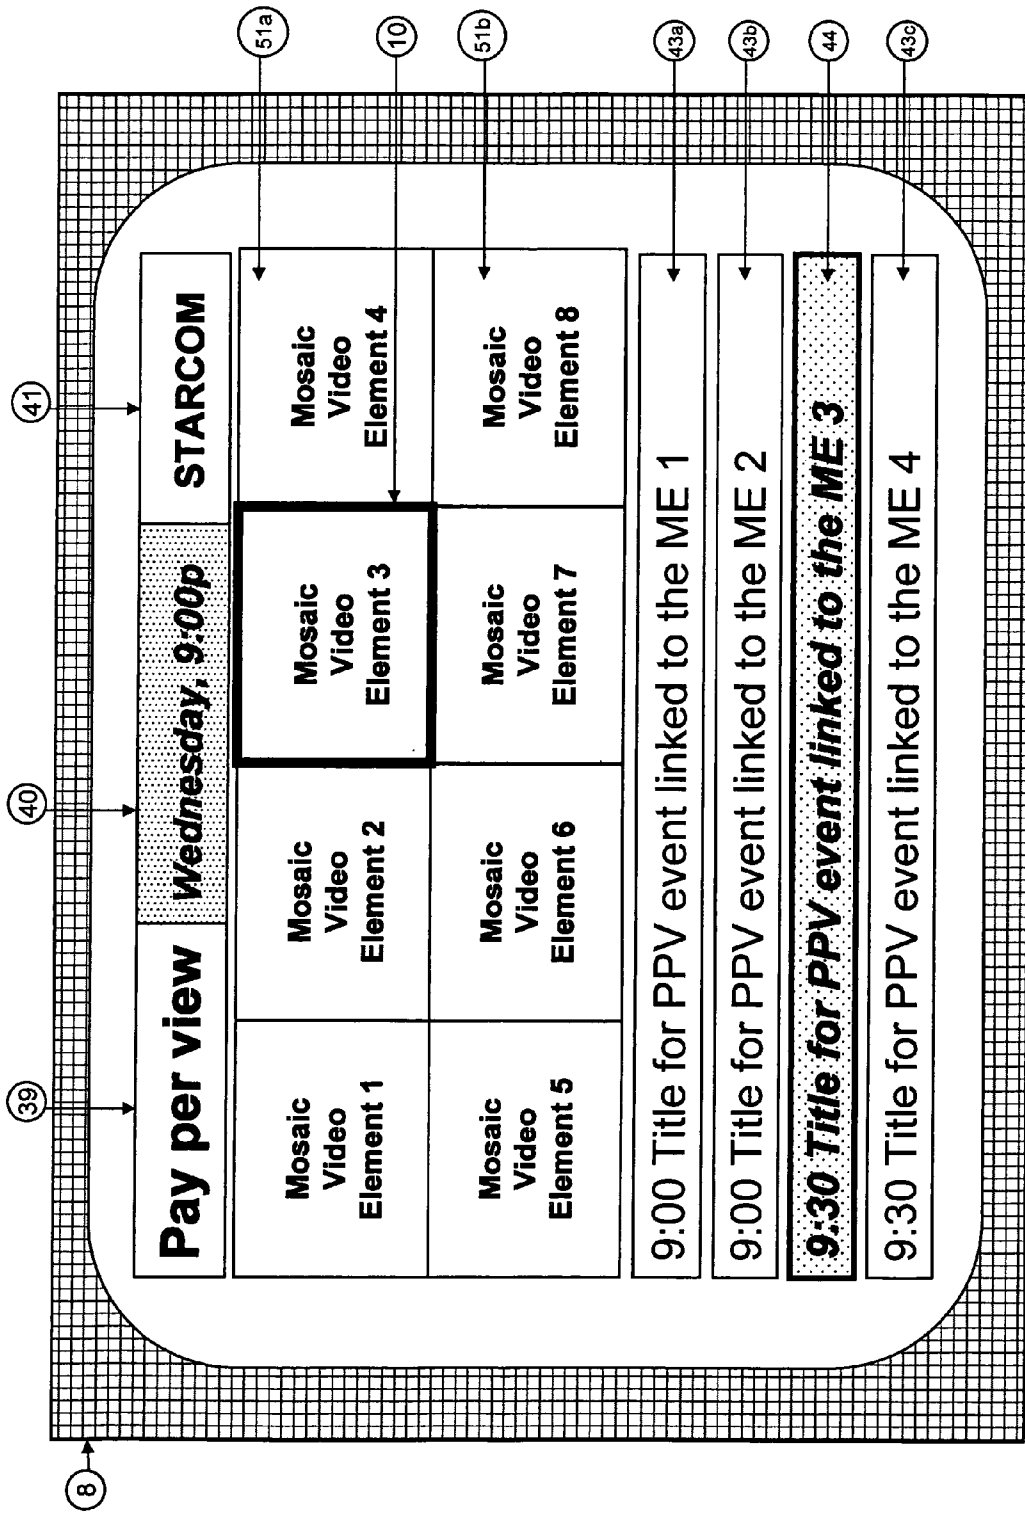 39
40
41
Pay per view
Wednesday, 9:00p
STARCOM
51a
Mosaic
Video
Element 1
Mosaic
Video
Element 2
Mosaic
Video
Element 3
Mosaic
Video
Element 4
10
Mosaic
Video
Element 5
Mosaic
Video
Element 6
Mosaic
Video
Element 7
Mosaic
Video
Element 8
51b
9:00 Title for PPV event linked to the ME 1
43a
9:00 Title for PPV event linked to the ME 2
43b
9:30 Title for PPV event linked to the ME 3
44
9:30 Title for PPV event linked to the ME 4
43c
8